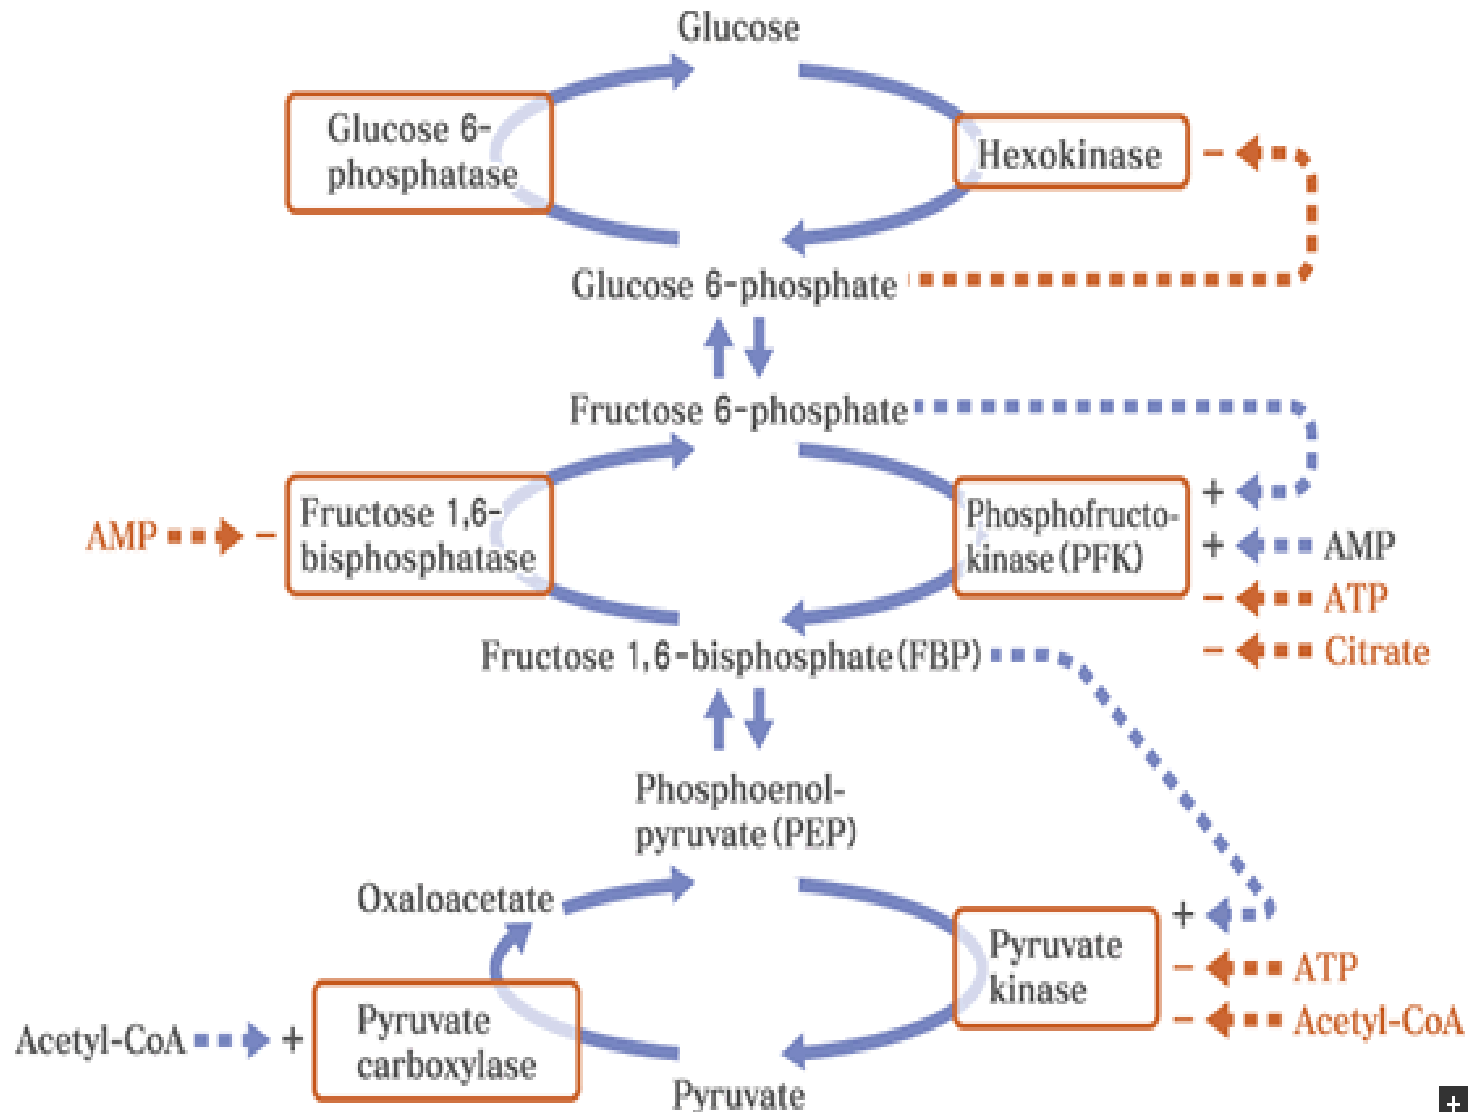 Glucose
Glucose 6-
phosphatase
Hexokinase
-
Glucose 6-phosphate
Fructose 6-phosphate
AMP
-
Fructose 1,6-
bisphosphatase
Phosphofructo-
kinase (PFK)
+
+ AMP
- ATP
- Citrate
Fructose 1,6-bisphosphate (FBP)
Phosphoenol-
pyruvate (PEP)
Oxaloacetate
Pyruvate
kinase
+
- ATP
- Acetyl-CoA
Acetyl-CoA +
Pyruvate
carboxylase
Pyruvate
+